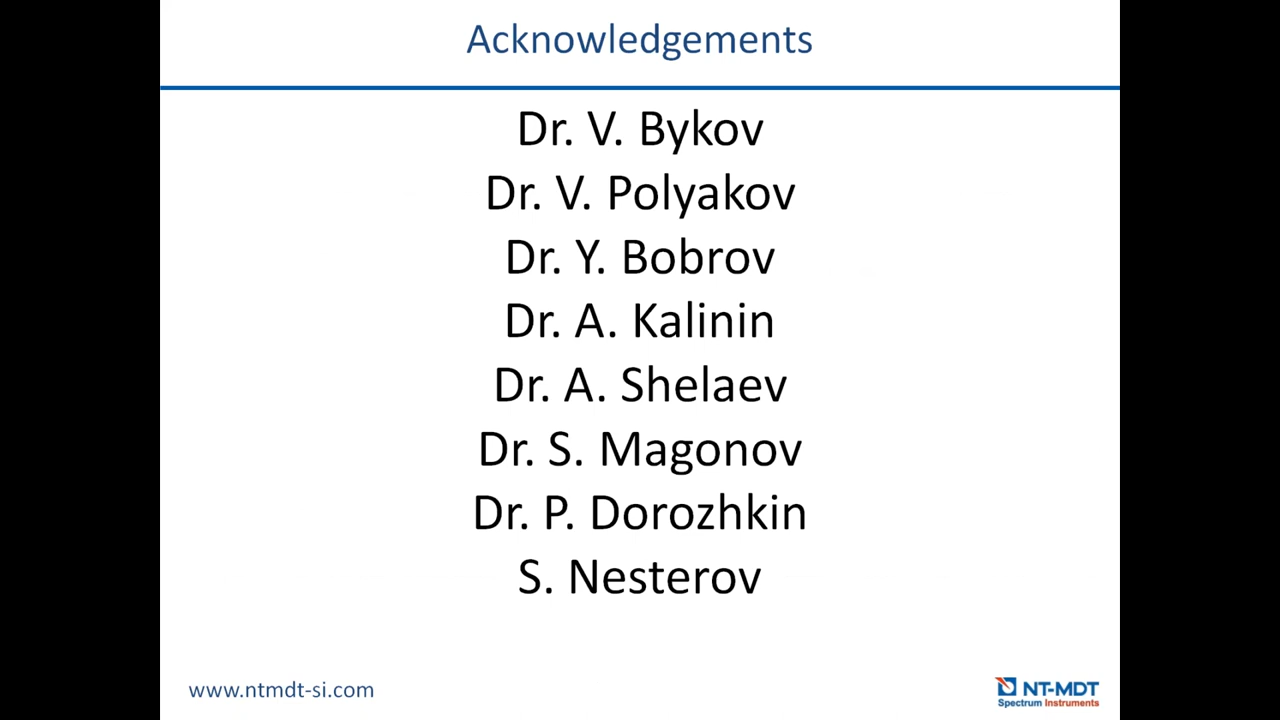 Acknowledgements
Dr. V. Bykov
Dr. V. Polyakov
Dr. Y. Bobrov
Dr. A. Kalinin
Dr. A. Shelaev
Dr. S. Magonov
Dr. P. Dorozhkin
S. Nesterov
www.ntmdt-si.com
NT-MDT
Spectrum Instruments